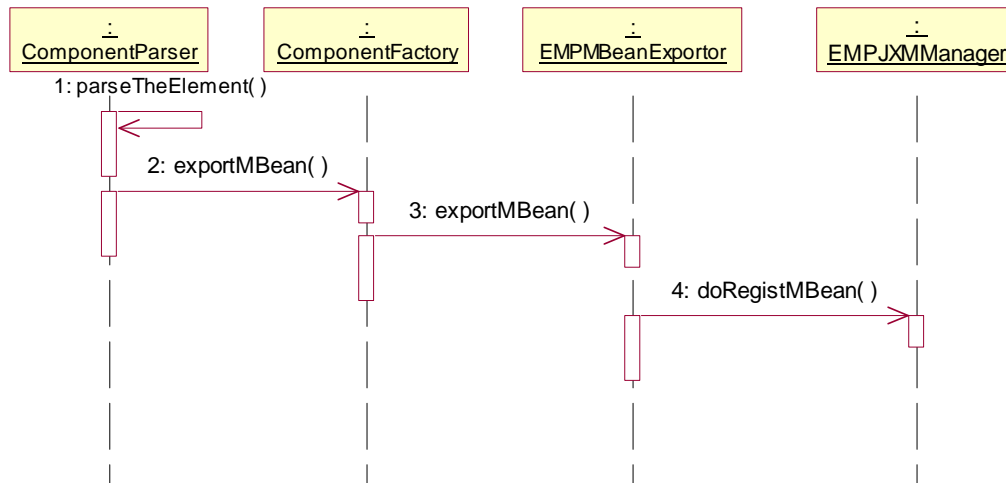 :
ComponentParser
:
ComponentFactory
:
EMPMBeanExportor
:
EMPJXMManager
1: parseTheElement( )
2: exportMBean( )
3: exportMBean( )
4: doRegistMBean( )